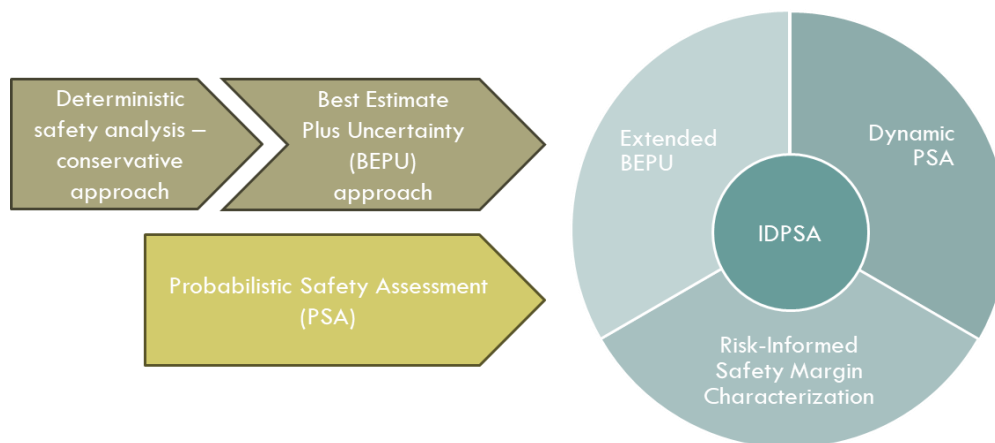 Deterministic
safety analysis –
conservative
approach
Best Estimate
Plus Uncertainty
(BEPU)
approach
Probabilistic Safety Assessment
(PSA)
Extended
BEPU
Dynamic
PSA
IDPSA
Risk-Informed
Safety Margin
Characterization